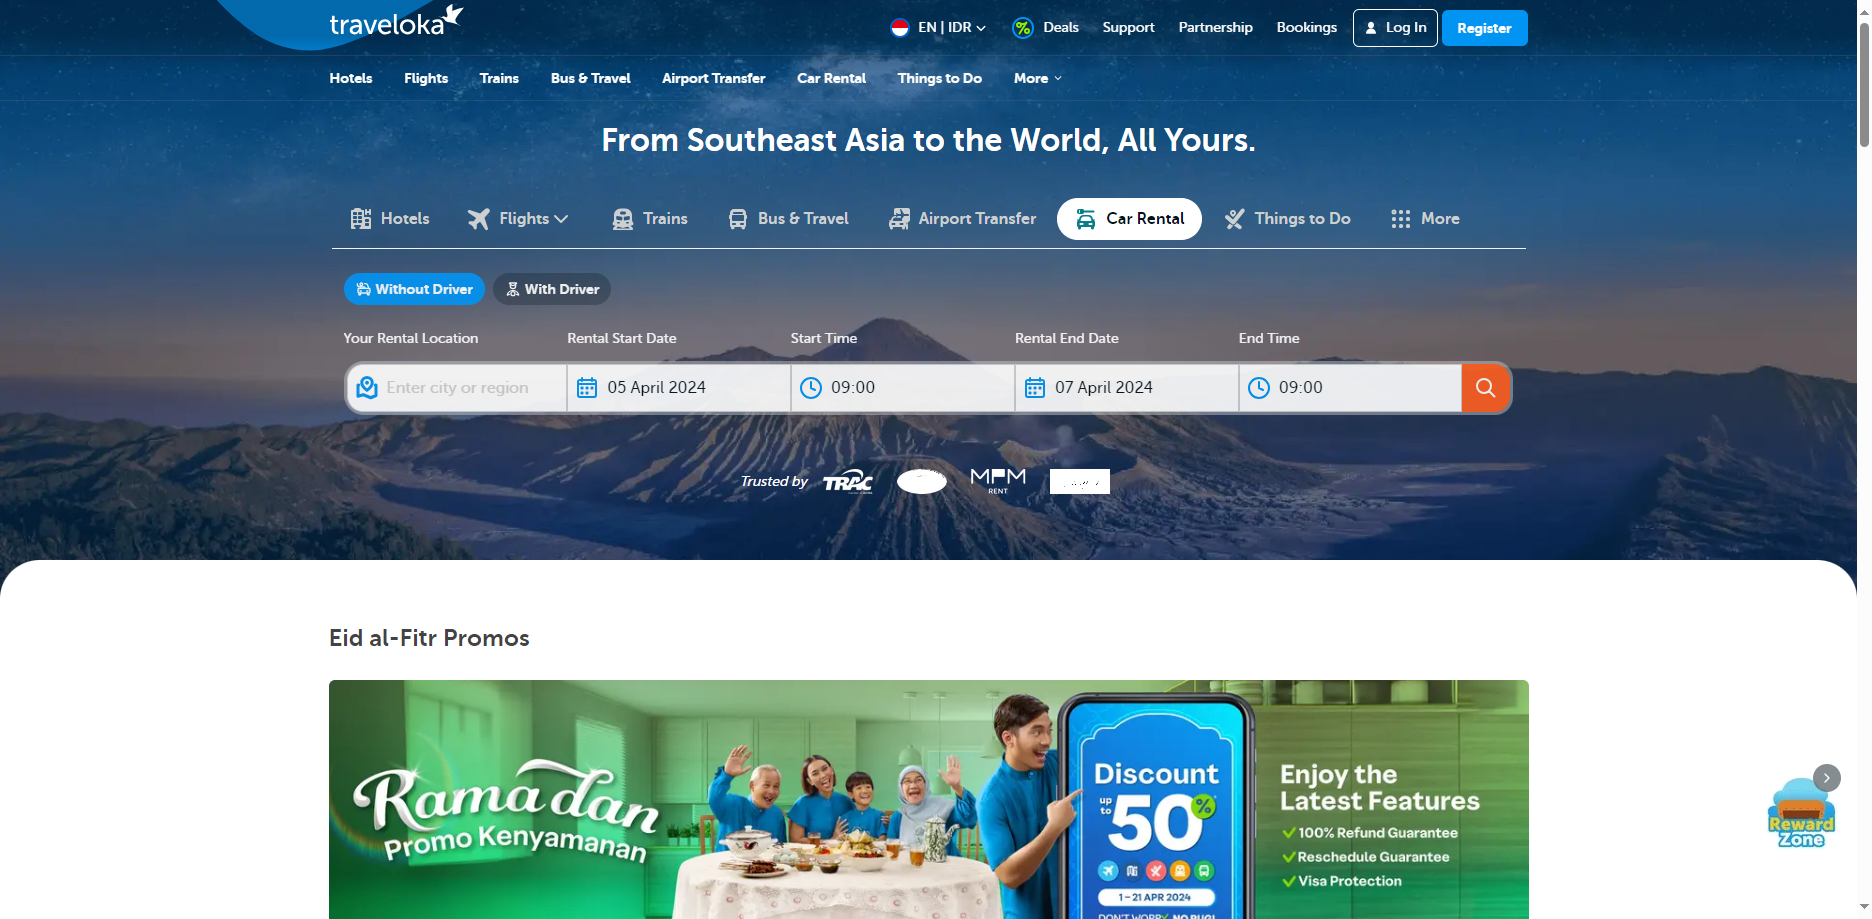 traveloka
EN | IDR
Deals
Support
Partnership
Bookings
Log In
Register
Hotels
Flights
Trains
Bus & Travel
Airport Transfer
Car Rental
Things to Do
More
From Southeast Asia to the World, All Yours.
Hotels
Flights
Trains
Bus & Travel
Airport Transfer
Car Rental
Things to Do
More
Without Driver
With Driver
Your Rental Location
Rental Start Date
Start Time
Rental End Date
End Time
Enter city or region
05 April 2024
09:00
07 April 2024
09:00
Trusted by
TRAC
MPM
RENT
Eid al-Fitr Promos
Ramadan
Promo Kenyamanan
Discount
up
to
50%
1 - 21 APR 2024
DON'T WORRY, NO BUG!
Enjoy the
Latest Features
100% Refund Guarantee
Reschedule Guarantee
Visa Protection
Reward
Zone